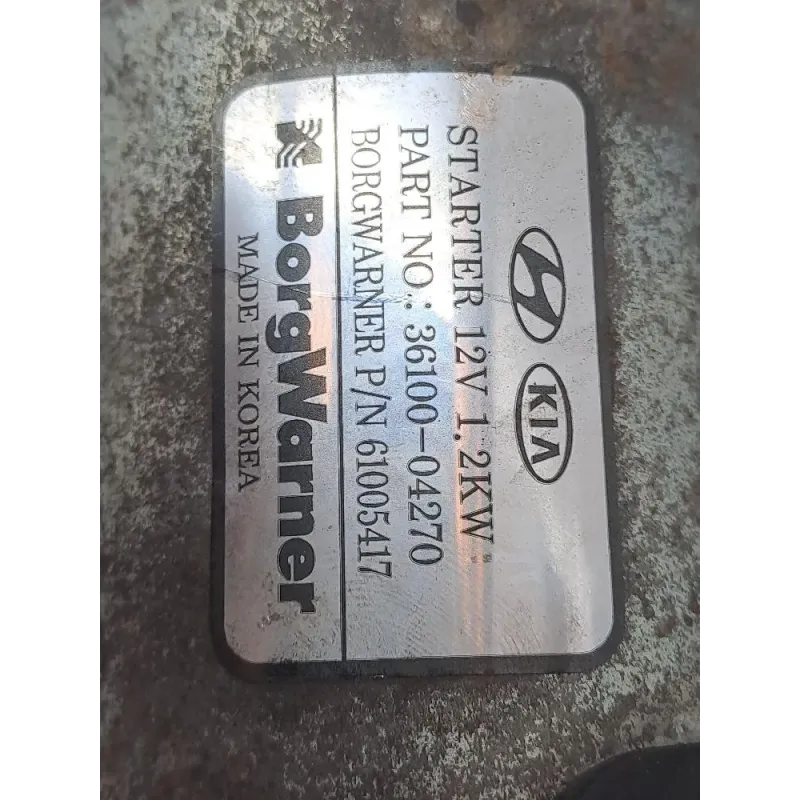 KIA
STARTER 12V 1.2KW
PART NO.: 36100-04270
BORGWARNER P/N 61005417
BorgWarner
MADE IN KOREA